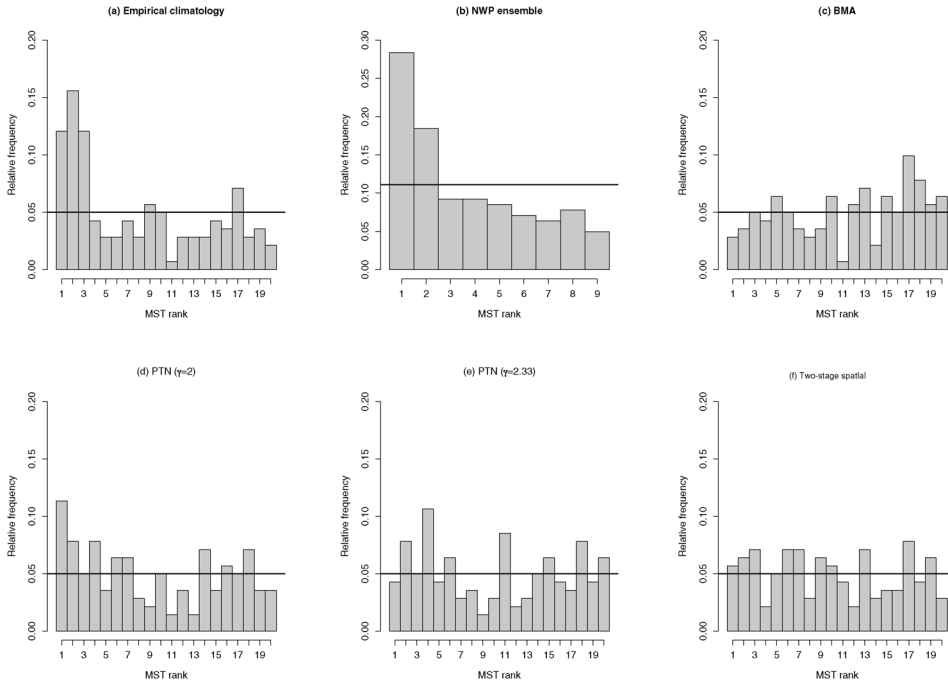 (a) Empirical climatology
(b) NWP ensemble
(c) BMA
Relative frequency
0.00 0.05 0.10 0.15 0.20
1 3 5 7 9 11 13 15 17 19
MST rank
Relative frequency
0.00 0.05 0.10 0.15 0.20 0.25 0.30
1 2 3 4 5 6 7 8 9
MST rank
Relative frequency
0.00 0.05 0.10 0.15 0.20
1 3 5 7 9 11 13 15 17 19
MST rank
(d) PTN (γ=2)
(e) PTN (γ=2.33)
(f) Two-stage spatial
Relative frequency
0.00 0.05 0.10 0.15 0.20
1 3 5 7 9 11 13 15 17 19
MST rank
Relative frequency
0.00 0.05 0.10 0.15 0.20
1 3 5 7 9 11 13 15 17 19
MST rank
Relative frequency
0.00 0.05 0.10 0.15 0.20
1 3 5 7 9 11 13 15 17 19
MST rank